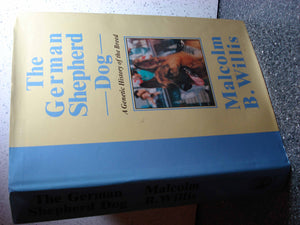 The
German
Shepherd
— Dog —
A Genetic History of the Breed
Malcolm
B. Willis
The German
Shepherd Dog
Malcolm
B. Willis